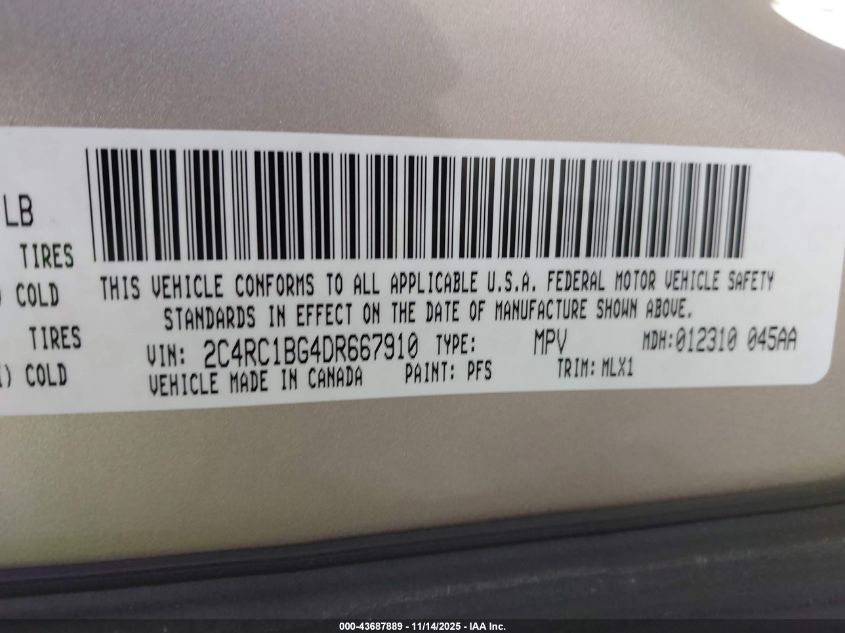 LB
TIRES
COLD
TIRES
) COLD
THIS VEHICLE CONFORMS TO ALL APPLICABLE U.S.A. FEDERAL MOTOR VEHICLE SAFETY
STANDARDS IN EFFECT ON THE DATE OF MANUFACTURE SHOWN ABOVE.
VIN: 2C4RC1BG4DR667910 TYPE: MPV MDH:012310 045AA
VEHICLE MADE IN CANADA PAINT: PFS TRIM: MLX1
000-43687889 - 11/14/2025 - IAA Inc.